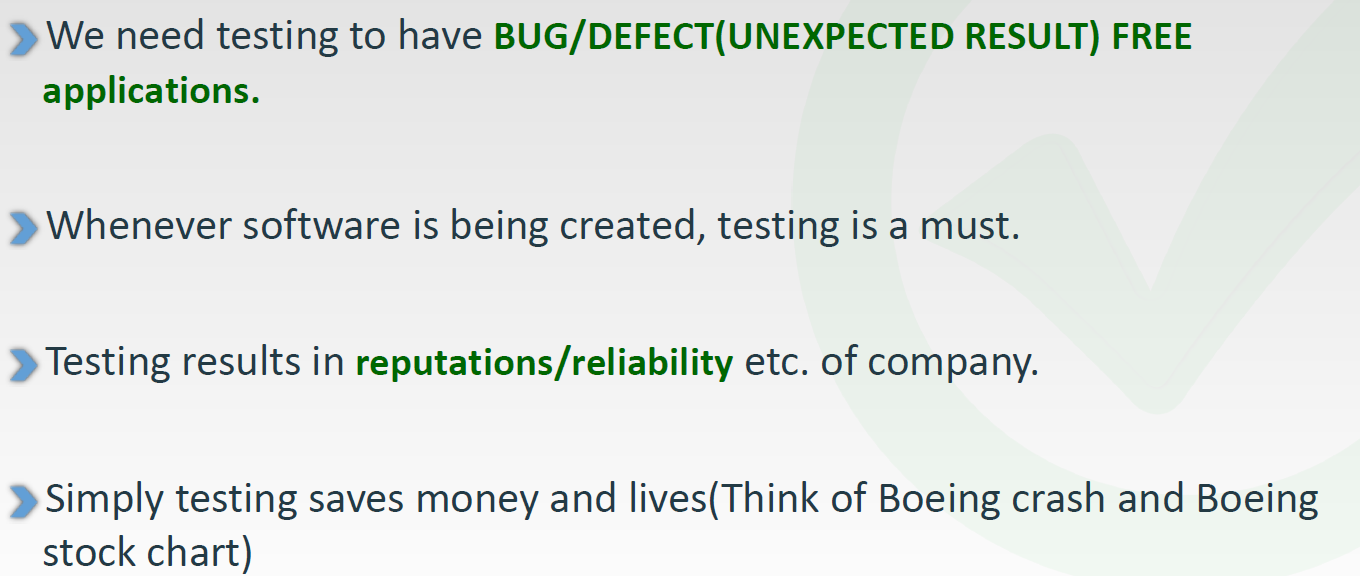 We need testing to have BUG/DEFECT(UNEXPECTED RESULT) FREE
applications.
Whenever software is being created, testing is a must.
Testing results in reputations/reliability etc. of company.
Simply testing saves money and lives(Think of Boeing crash and Boeing
stock chart)